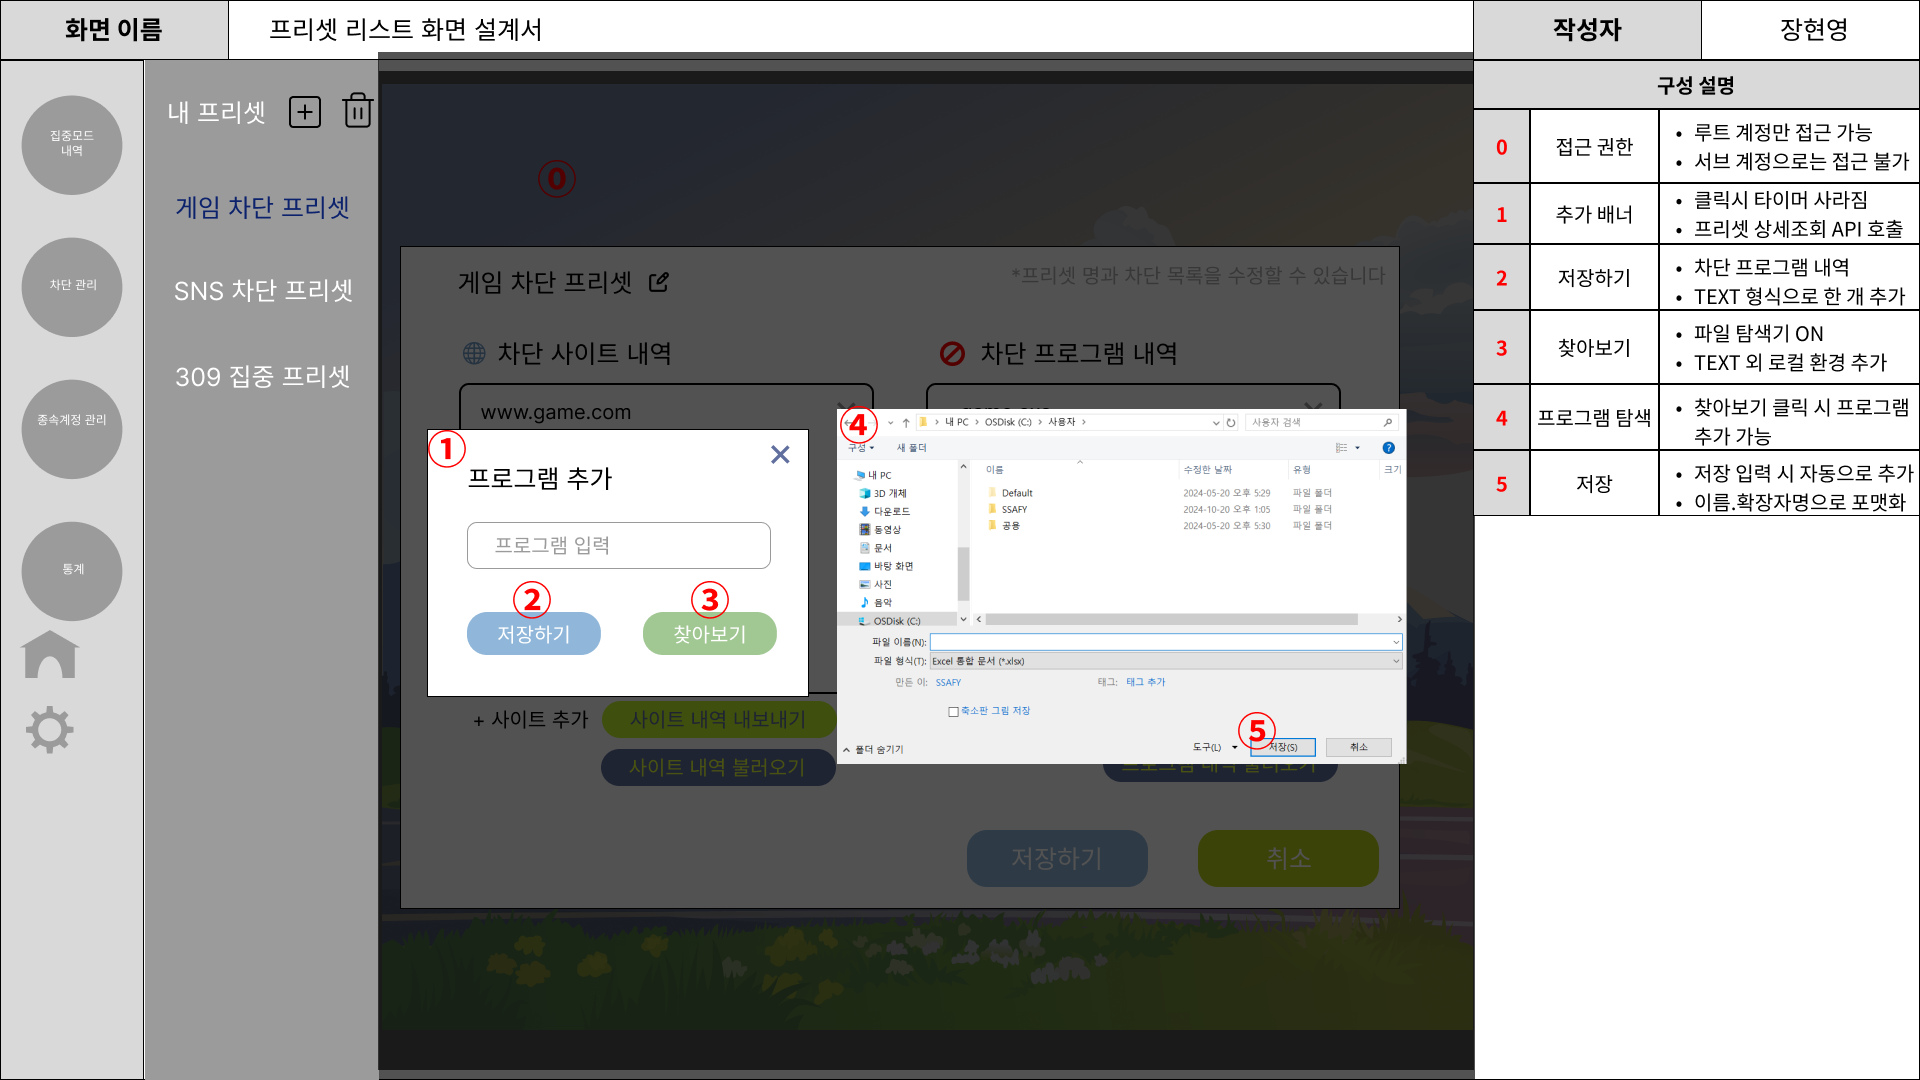 화면 이름
프리셋 리스트 화면 설계서
작성자
장현영
구성 설명
0
접근 권한
• 루트 계정만 접근 가능
• 서브 계정으로는 접근 불가
1
추가 배너
• 클릭시 타이머 사라짐
• 프리셋 상세조회 API 호출
2
저장하기
• 차단 프로그램 내역
• TEXT 형식으로 한 개 추가
3
찾아보기
• 파일 탐색기 ON
• TEXT 외 로컬 환경 추가
4
프로그램 탐색
• 찾아보기 클릭 시 프로그램
추가 가능
5
저장
• 저장 입력 시 자동으로 추가
• 이름.확장자명으로 포맷화
집중모드
내역
차단 관리
종속계정 관리
통계
내 프리셋
게임 차단 프리셋
SNS 차단 프리셋
309 집중 프리셋
⓪
게임 차단 프리셋
*프리셋 명과 차단 목록을 수정할 수 있습니다
차단 사이트 내역
차단 프로그램 내역
www.game.com
①
프로그램 추가
프로그램 입력
②
저장하기
③
찾아보기
+ 사이트 추가
사이트 내역 내보내기
사이트 내역 불러오기
프로그램 내역 불러오기
저장하기
취소
④
내 PC > OSDisk (C:) > 사용자 >
사용자 검색
구성
새 폴더
내 PC
3D 개체
다운로드
동영상
문서
바탕 화면
사진
음악
OSDisk (C:)
이름
수정한 날짜
유형
크기
Default
2024-05-20 오후 5:29
파일 폴더
SSAFY
2024-10-20 오후 1:05
파일 폴더
공용
2024-05-20 오후 5:30
파일 폴더
파일 이름(N):
파일 형식(T):
Excel 통합 문서 (*.xlsx)
만든 이:
SSAFY
태그:
태그 추가
축소판 그림 저장
폴더 숨기기
도구(L)
⑤
저장(S)
취소